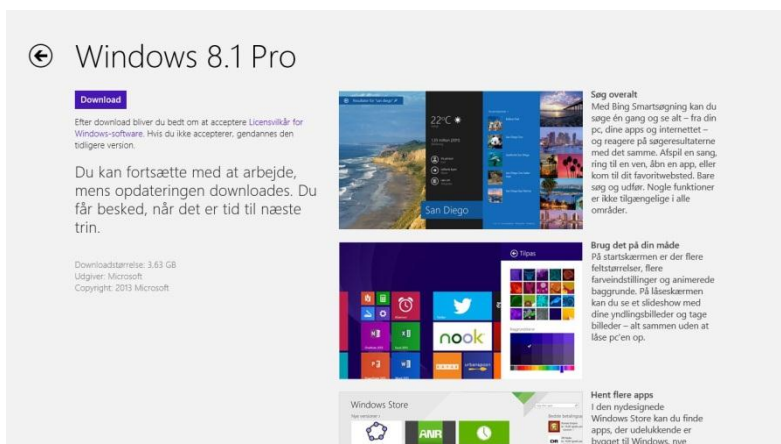 Windows 8.1 Pro
Download
Efter download bliver du bedt om at acceptere Licensvilkår for
Windows-software. Hvis du ikke accepterer, gendannes den
tidligere version.
Du kan fortsætte med at arbejde,
mens opdateringen downloades. Du
får besked, når det er tid til næste
trin.
Downloadstørrelse: 3,63 GB
Udgiver: Microsoft
Copyright: 2013 Microsoft
22°C
San Diego
Søg overalt
Med Bing Smartsøgning kan du
søge én gang og se alt – fra din
pc, dine apps og internettet –
og reagere på søgeresultaterne
med det samme. Afspil en sang,
ring til en ven, åbn en app, eller
kom til dit favoritwebsted. Bare
søg og udfør. Nogle funktioner
er ikke tilgængelige i alle
områder.
Tilpas
nook
Brug det på din måde
På startskærmen er der flere
feltstørrelser, flere
farveindstillinger og animerede
baggrunde. På låseskærmen
kan du se et slideshow med
dine yndlingsbilleder og tage
billeder – alt sammen uden at
låse pc'en op.
Windows Store
ANR
Hent flere apps
I den nydesignede
Windows Store kan du finde
apps, der udelukkende er
bygget til Windows, nye